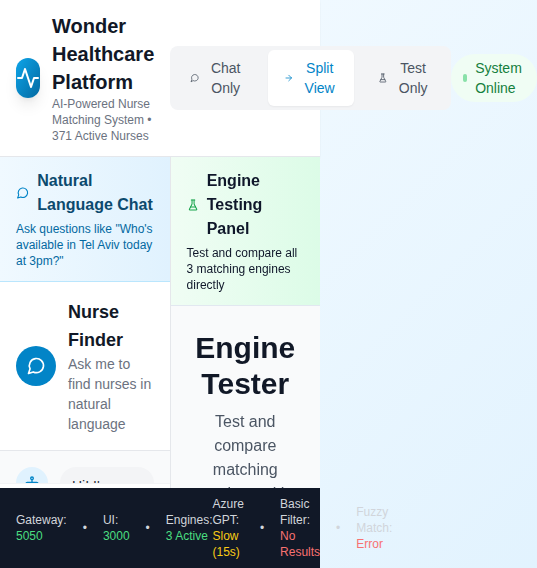 Wonder
Healthcare
Platform
AI-Powered Nurse
Matching System •
371 Active Nurses
Chat
Only
Split
View
Test
Only
System
Online
Natural
Language Chat
Ask questions like "Who's
available in Tel Aviv today
at 3pm?"
Engine
Testing
Panel
Test and compare all
3 matching engines
directly
Nurse
Finder
Ask me to
find nurses in
natural
language
Engine
Tester
Test and
compare
matching
Gateway:
5050
•
UI:
3000
•
Engines:
3 Active
Azure
GPT:
Slow
(15s)
•
Basic
Filter:
No
Results
•
Fuzzy
Match:
Error